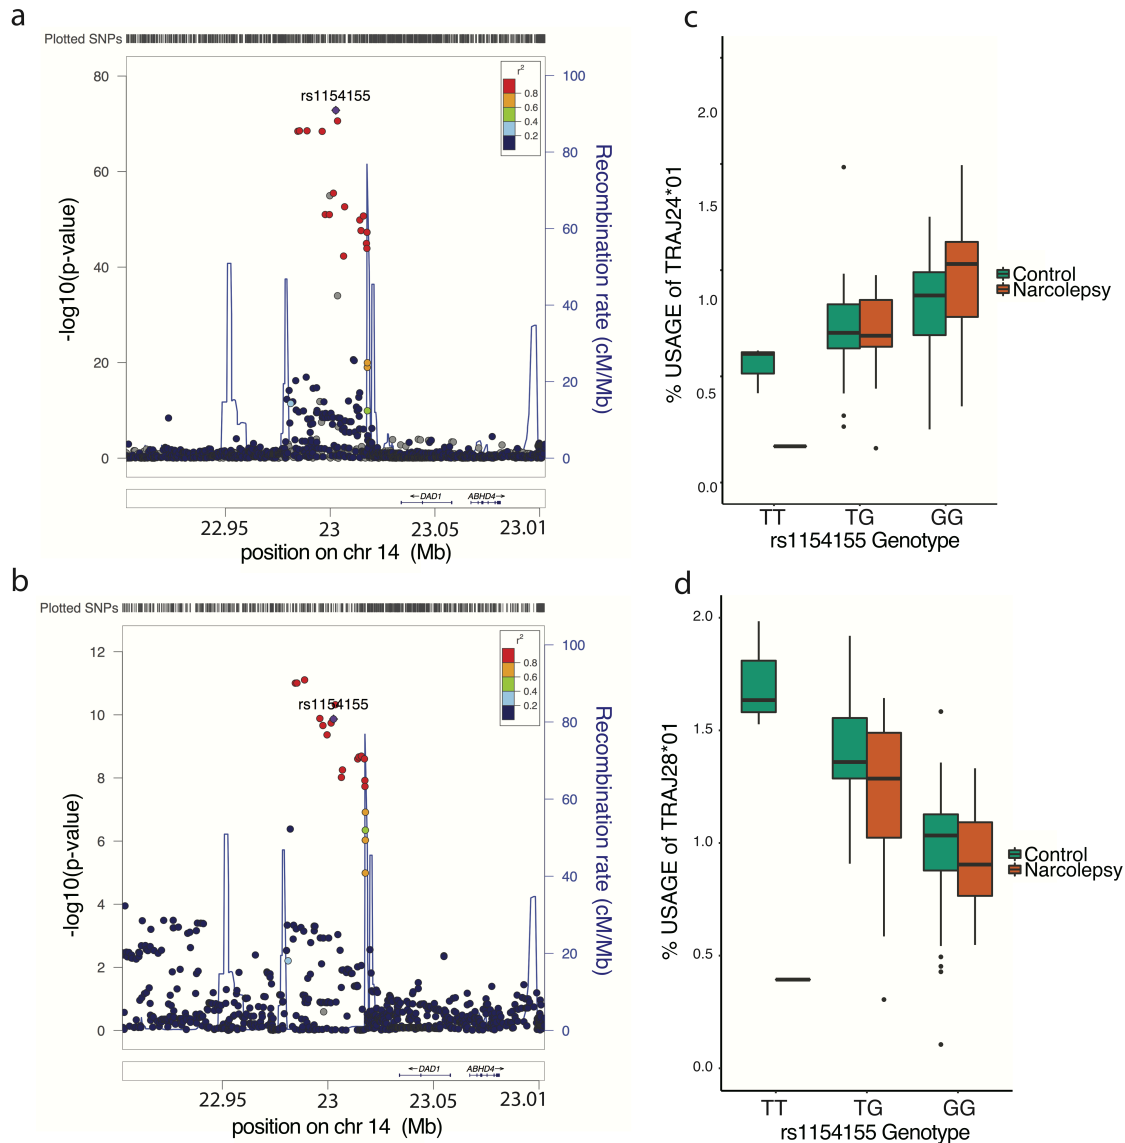 a
Plotted SNPs
r2
0.8
0.6
0.4
0.2
rs1154155
80
60
40
20
0
-log10(p-value)
100
80
60
40
20
0
Recombination rate (cM/Mb)
←DAD1
ABHD4→
22.95
23
23.05
23.01
position on chr 14 (Mb)
b
Plotted SNPs
r2
0.8
0.6
0.4
0.2
rs1154155
12
10
8
6
4
2
0
-log10(p-value)
100
80
60
40
20
0
Recombination rate (cM/Mb)
←DAD1
ABHD4→
22.95
23
23.05
23.01
position on chr 14 (Mb)
c
2.0
1.5
1.0
0.5
0.0
% USAGE of TRAJ24*01
Control
Narcolepsy
TT
TG
GG
rs1154155 Genotype
d
2.0
1.5
1.0
0.5
0.0
% USAGE of TRAJ28*01
Control
Narcolepsy
TT
TG
GG
rs1154155 Genotype